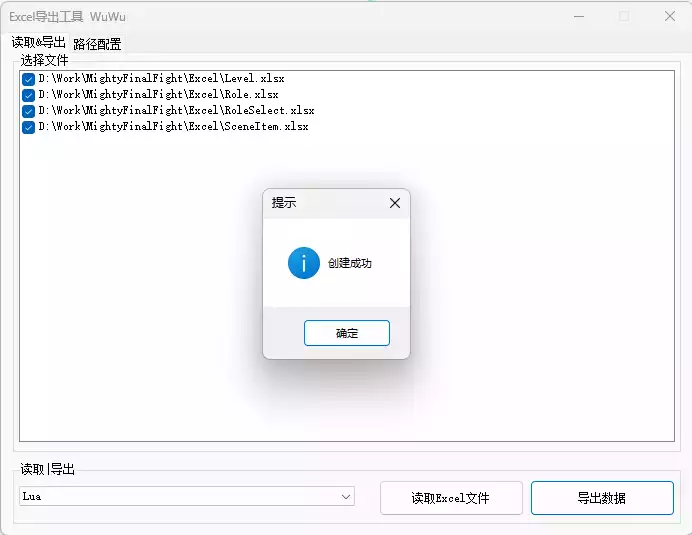 Excel导出工具 WuWu
读取&导出 路径配置
选择文件
D:\Work\MightyFinalFight\Excel\Level.xlsx
D:\Work\MightyFinalFight\Excel\Role.xlsx
D:\Work\MightyFinalFight\Excel\RoleSelect.xlsx
D:\Work\MightyFinalFight\Excel\SceneItem.xlsx
提示
创建成功
确定
读取|导出
Lua 读取Excel文件 导出数据